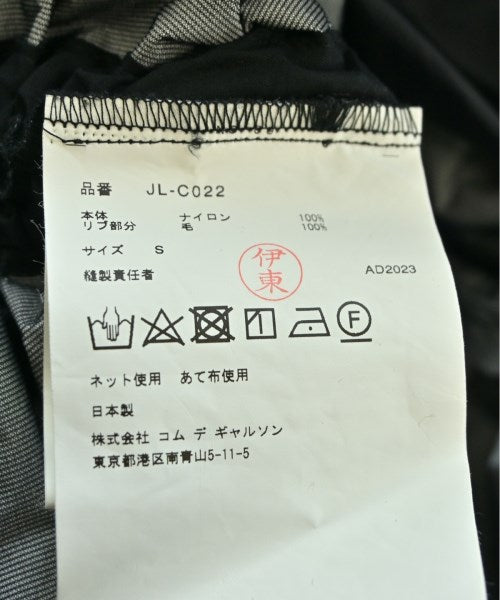 品番 JL-C022
本体 ナイロン 100%
リブ部分 毛 100%
サイズ S
縫製責任者 伊東 AD2023
F
ネット使用 あて布使用
日本製
株式会社 コム デ ギャルソン
東京都港区南青山5-11-5